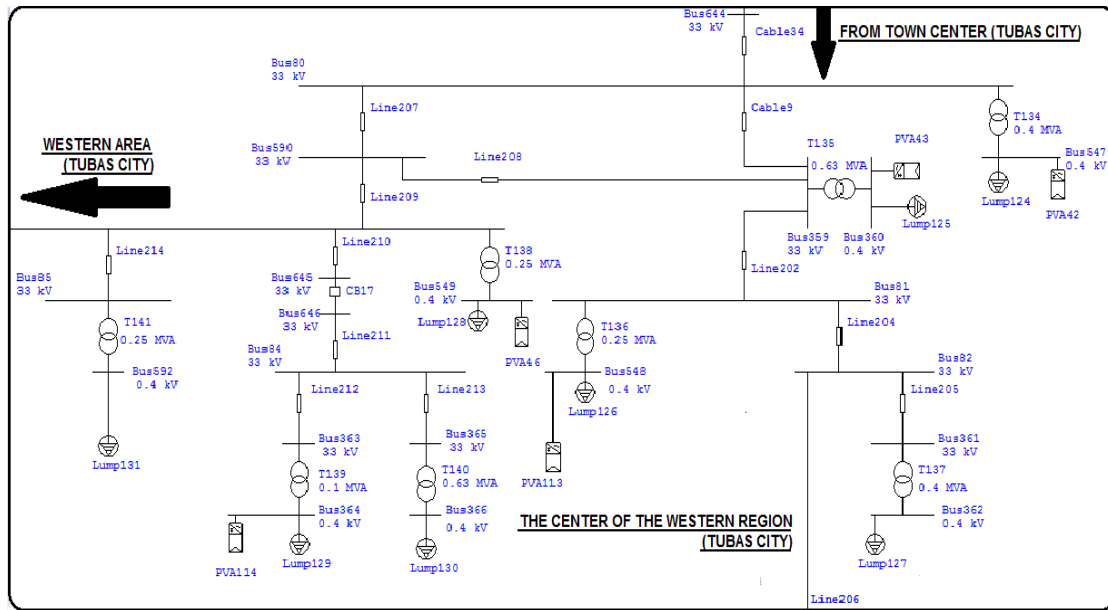 Bus644
33 kV
Cable34
FROM TOWN CENTER (TUBAS CITY)
Bus80
33 kV
Line207
Cable9
T134
0.4 MVA
WESTERN AREA
(TUBAS CITY)
Bus590
33 kV
Line208
T135
0.63 MVA
PVA43
Bus547
0.4 kV
Line209
Lump124
PVA42
Lump125
Bus359
33 kV
Bus360
0.4 kV
Line214
Line210
T138
0.25 MVA
Line202
Bus85
33 kV
Bus645
33 kV
CB17
Bus549
0.4 kV
Bus81
33 kV
Bus646
33 kV
Lump128
T141
0.25 MVA
Line211
T136
0.25 MVA
Line204
Bus84
33 kV
PVA46
Bus592
0.4 kV
Bus548
0.4 kV
Bus82
33 kV
Line212
Line213
Lump126
Line205
Bus363
33 kV
Bus365
33 kV
Bus361
33 kV
Lump131
T139
0.1 MVA
T140
0.63 MVA
PVA113
T137
0.4 MVA
Bus364
0.4 kV
Bus366
0.4 kV
THE CENTER OF THE WESTERN REGION
(TUBAS CITY)
Bus362
0.4 kV
PVA114
Lump129
Lump130
Lump127
Line206